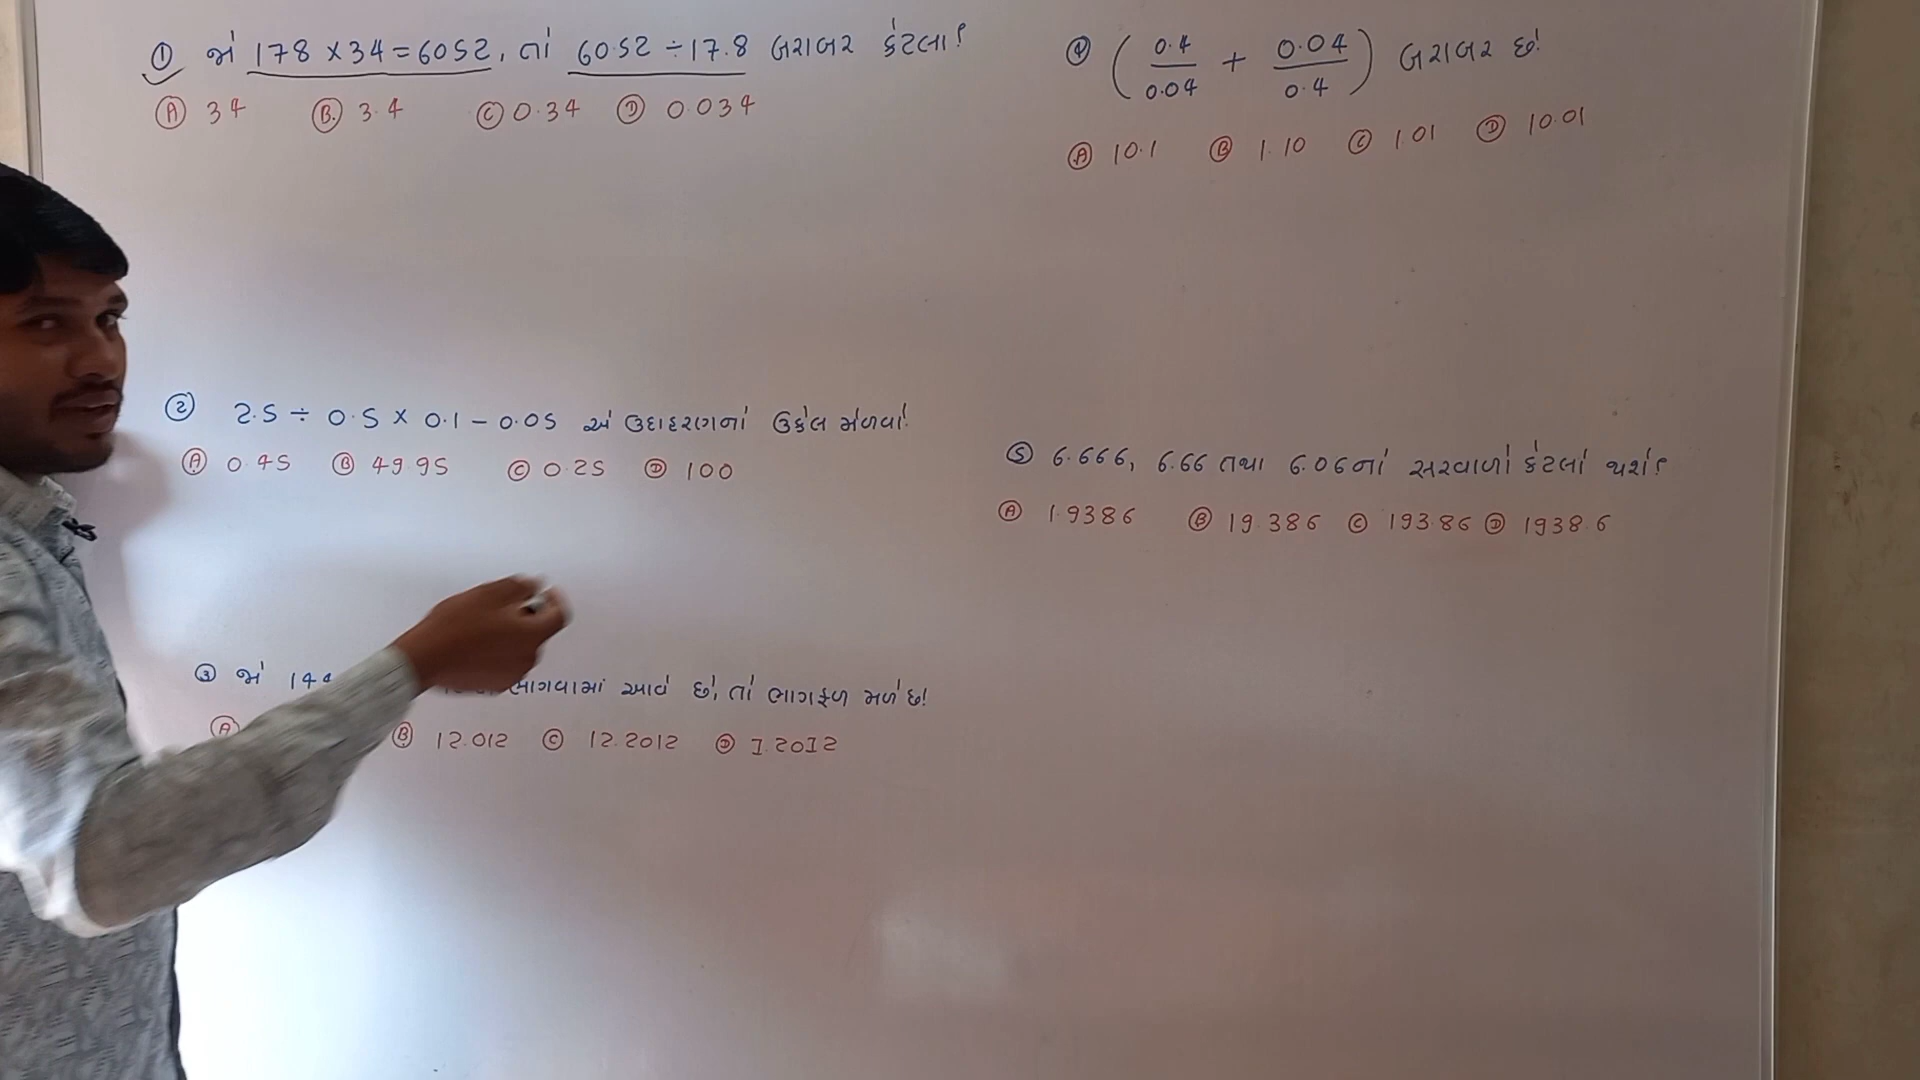 ① જો 178 × 34 = 6052, તો 60.52 ÷ 17.8 બરાબર કેટલા?
Ⓐ 34 Ⓑ 3.4 Ⓒ 0.34 Ⓓ 0.034
② 2.5 ÷ 0.5 × 0.1 – 0.05 એ ઉદાહરણનો ઉકેલ મેળવો.
Ⓐ 0.45 Ⓑ 49.95 Ⓒ 0.25 Ⓓ 100
③ જો 144 ભાગવામાં આવે છે, તો ભાગફળ મળે છે.
Ⓐ Ⓑ 12.012 Ⓒ 12.2012 Ⓓ 1.2012
④ (0.4/0.04 + 0.04/0.4) બરાબર છે.
Ⓐ 10.1 Ⓑ 1.10 Ⓒ 1.01 Ⓓ 10.01
⑤ 6.666, 6.66 તથા 6.06નો સરવાળો કેટલો થશે?
Ⓐ 1.9386 Ⓑ 19.386 Ⓒ 193.86 Ⓓ 1938.6